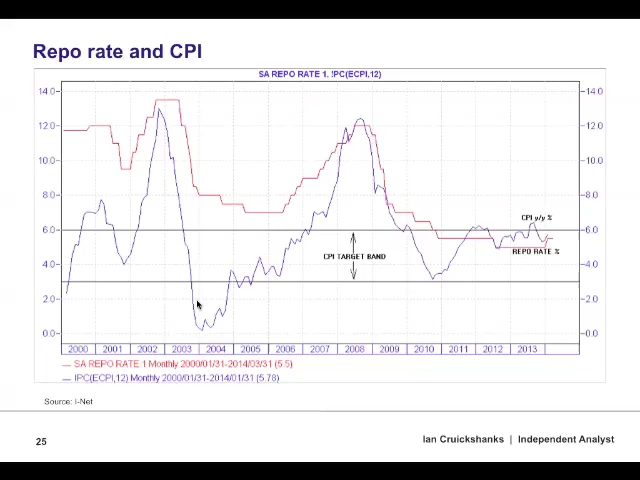 Repo rate and CPI
SA REPO RATE 1, !PC(ECPI,12)
14.0 14.0
12.0 12.0
10.0 10.0
8.0 8.0
CPI y/y %
6.0 6.0
REPO RATE %
CPI TARGET BAND
4.0 4.0
2.0 2.0
0.0 0.0
2000 2001 2002 2003 2004 2005 2006 2007 2008 2009 2010 2011 2012 2013
SA REPO RATE 1 Monthly 2000/01/31-2014/03/31 (5.5)
!PC(ECPI,12) Monthly 2000/01/31-2014/01/31 (5.78)
Source: I-Net
25
Ian Cruickshanks | Independent Analyst